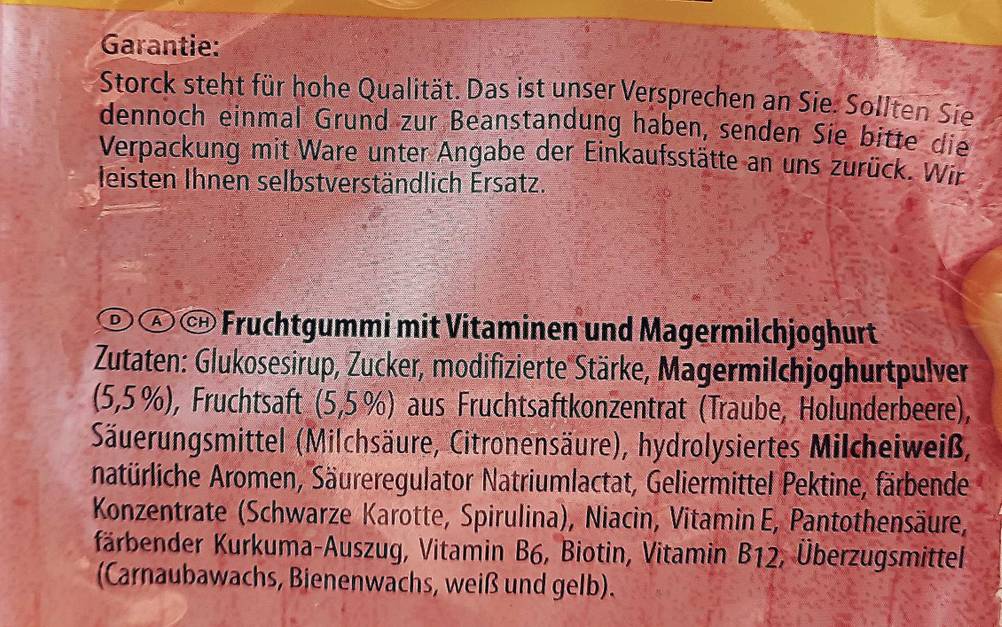 Garantie:
Storck steht für hohe Qualität. Das ist unser Versprechen an Sie. Sollten Sie
dennoch einmal Grund zur Beanstandung haben, senden Sie bitte die
Verpackung mit Ware unter Angabe der Einkaufsstätte an uns zurück. Wir
leisten Ihnen selbstverständlich Ersatz.
D A CH Fruchtgummi mit Vitaminen und Magermilchjoghurt
Zutaten: Glukosesirup, Zucker, modifizierte Stärke, Magermilchjoghurtpulver
(5,5%), Fruchtsaft (5,5%) aus Fruchtsaftkonzentrat (Traube, Holunderbeere),
Säuerungsmittel (Milchsäure, Citronensäure), hydrolysiertes Milcheiweiß,
natürliche Aromen, Säureregulator Natriumlactat, Geliermittel Pektine, färbende
Konzentrate (Schwarze Karotte, Spirulina), Niacin, Vitamin E, Pantothensäure,
färbender Kurkuma-Auszug, Vitamin B6, Biotin, Vitamin B12, Überzugsmittel
(Carnaubawachs, Bienenwachs, weiß und gelb).